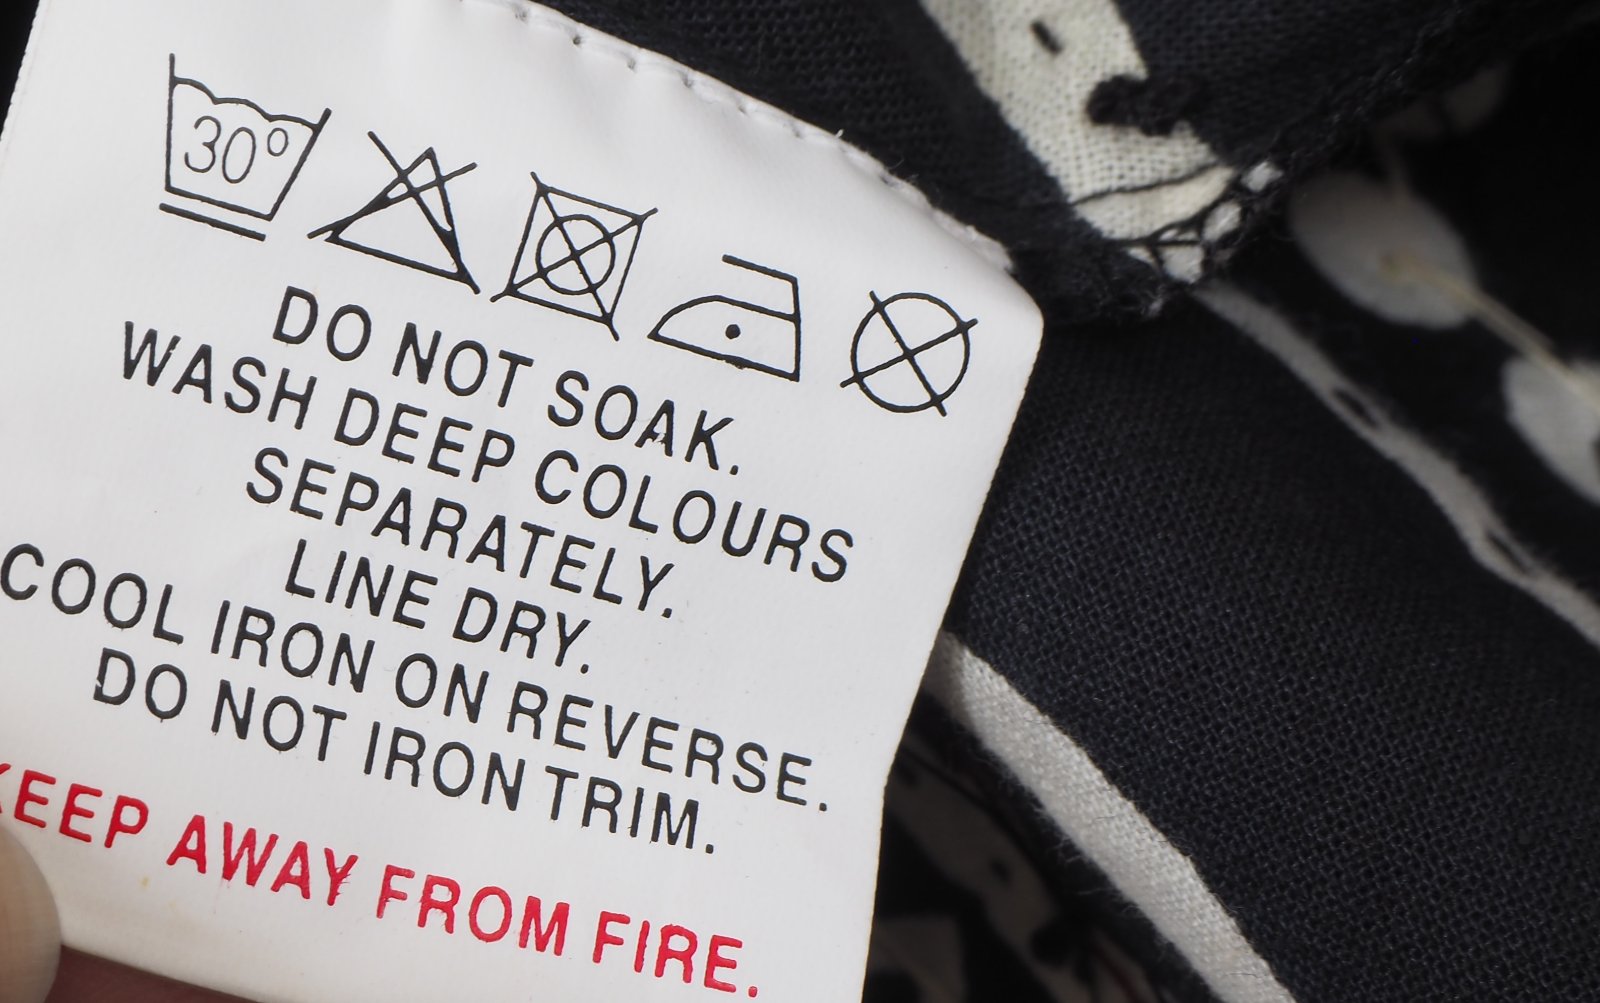 30°
DO NOT SOAK.
WASH DEEP COLOURS
SEPARATELY.
LINE DRY.
COOL IRON ON REVERSE.
DO NOT IRON TRIM.
KEEP AWAY FROM FIRE.